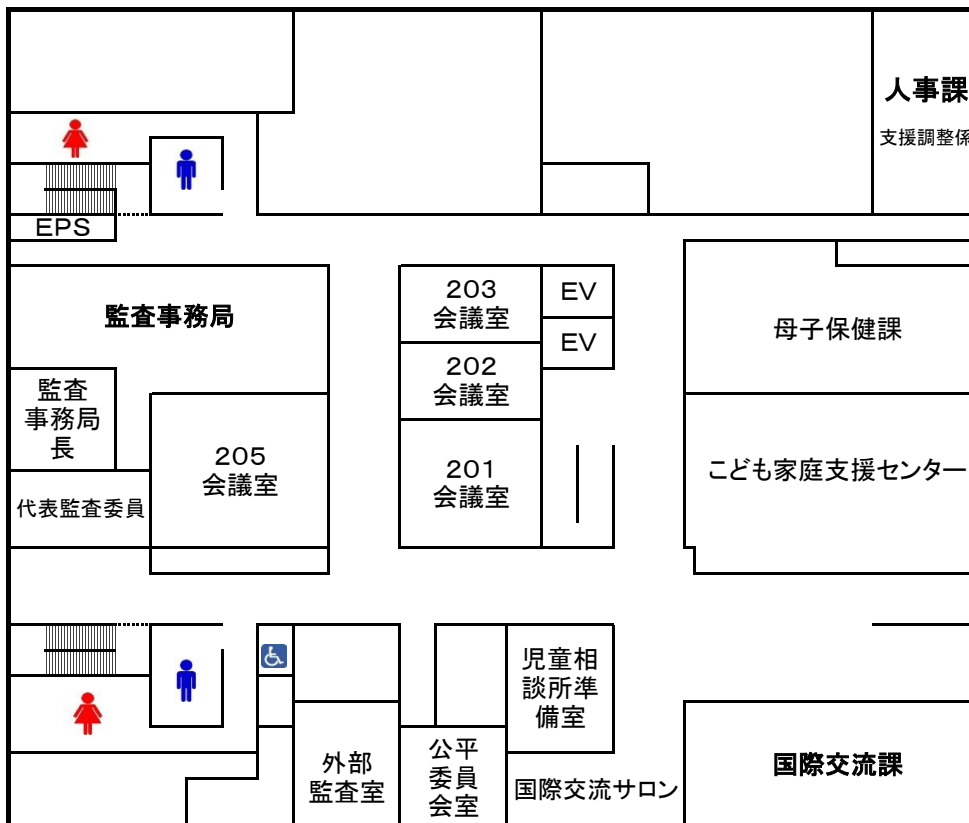 人事課
支援調整係
EPS
監査事務局
203
会議室
EV
EV
母子保健課
202
会議室
監査
事務局
長
205
会議室
201
会議室
こども家庭支援センター
代表監査委員
児童相
談所準
備室
外部
監査室
公平
委員
会室
国際交流サロン
国際交流課